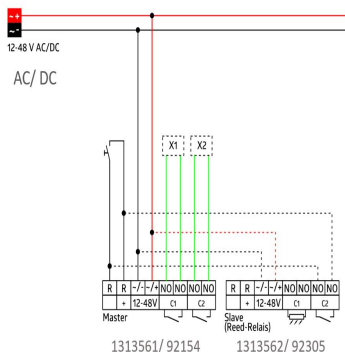 ~+
~-
12-48 V AC/DC
AC/ DC
X1 X2
R R ~/- ~/+ NO NO NO NO
+ 12-48V C1 C2
Master
R R ~/- ~/+ NO NO NO NO
+ 12-48V C1 C2
Slave
(Reed-Relais)
1313561/ 92154
1313562/ 92305